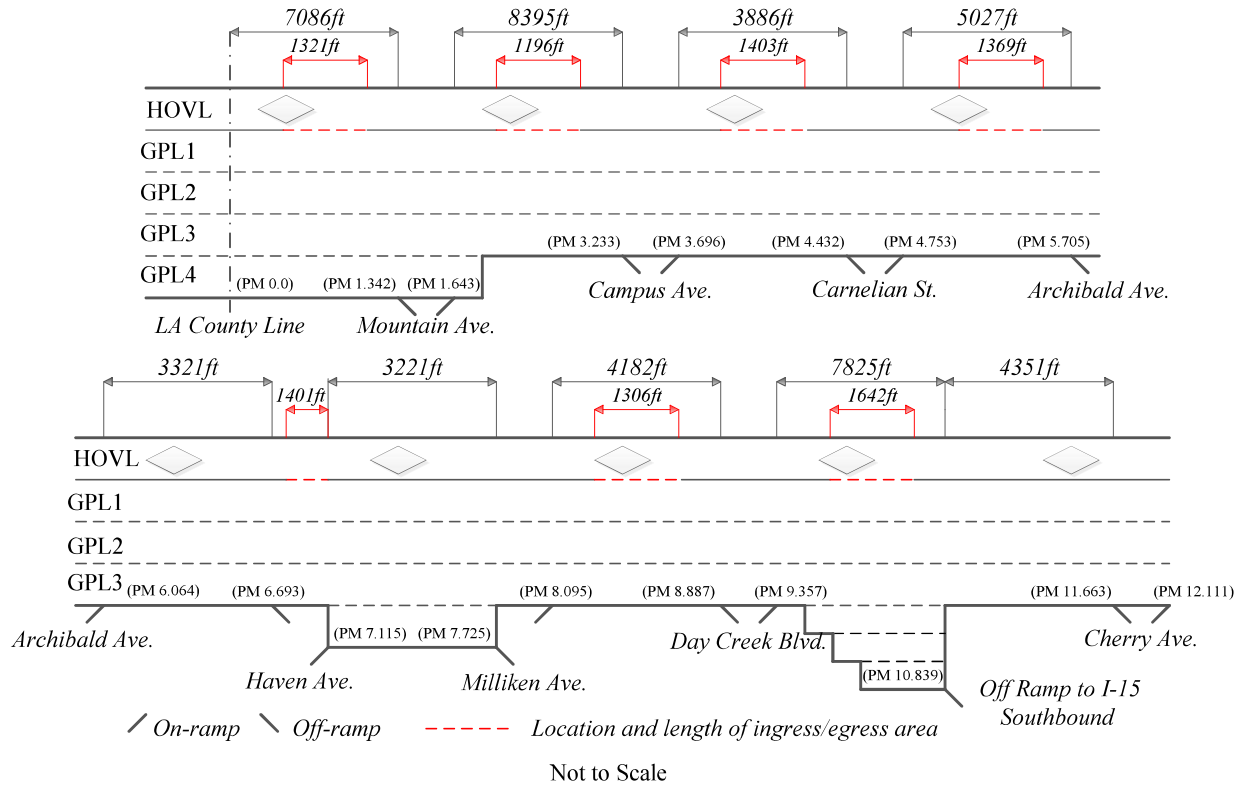 7086ft 8395ft 3886ft 5027ft
1321ft 1196ft 1403ft 1369ft
HOVL
GPL1
GPL2
GPL3
(PM 3.233) (PM 3.696) (PM 4.432) (PM 4.753) (PM 5.705)
GPL4
(PM 0.0) (PM 1.342) (PM 1.643)
Campus Ave. Carnelian St. Archibald Ave.
LA County Line Mountain Ave.
3321ft 3221ft 4182ft 7825ft 4351ft
1401ft 1306ft 1642ft
HOVL
GPL1
GPL2
GPL3
(PM 6.064) (PM 6.693) (PM 8.095) (PM 8.887) (PM 9.357) (PM 11.663) (PM 12.111)
(PM 7.115) (PM 7.725)
Archibald Ave. Day Creek Blvd. Cherry Ave.
(PM 10.839)
Haven Ave. Milliken Ave.
Off Ramp to I-15
Southbound
On-ramp Off-ramp Location and length of ingress/egress area
Not to Scale